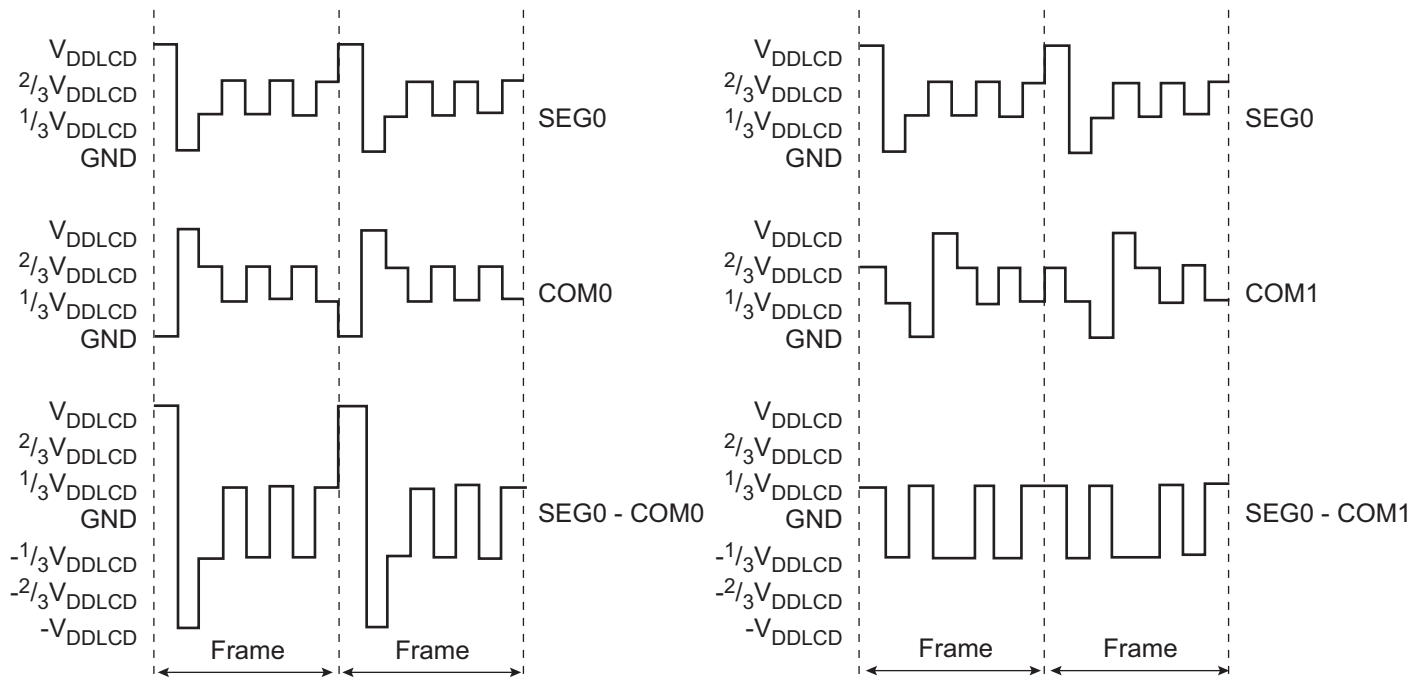 VDDLCD
2/3VDDLCD
1/3VDDLCD
GND
SEG0
VDDLCD
2/3VDDLCD
1/3VDDLCD
GND
COM0
VDDLCD
2/3VDDLCD
1/3VDDLCD
GND
-1/3VDDLCD
-2/3VDDLCD
-VDDLCD
SEG0 - COM0
Frame
Frame
VDDLCD
2/3VDDLCD
1/3VDDLCD
GND
SEG0
VDDLCD
2/3VDDLCD
1/3VDDLCD
GND
COM1
VDDLCD
2/3VDDLCD
1/3VDDLCD
GND
-1/3VDDLCD
-2/3VDDLCD
-VDDLCD
SEG0 - COM1
Frame
Frame